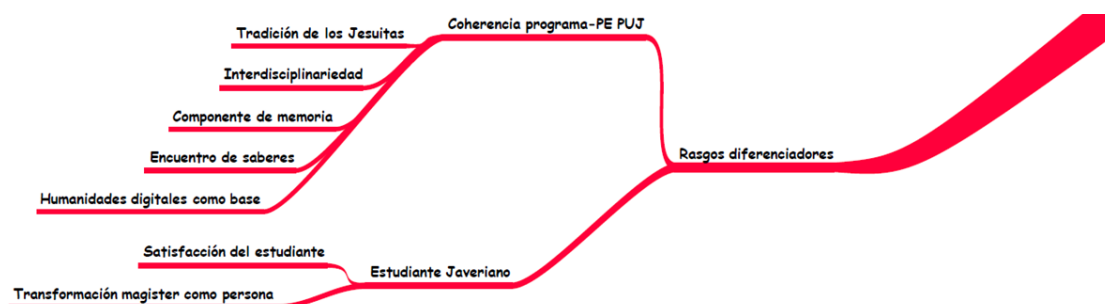 Coherencia programa-PE PUJ
Tradición de los Jesuitas
Interdisciplinariedad
Componente de memoria
Encuentro de saberes
Humanidades digitales como base
Rasgos diferenciadores
Satisfacción del estudiante
Estudiante Javeriano
Transformación magister como persona